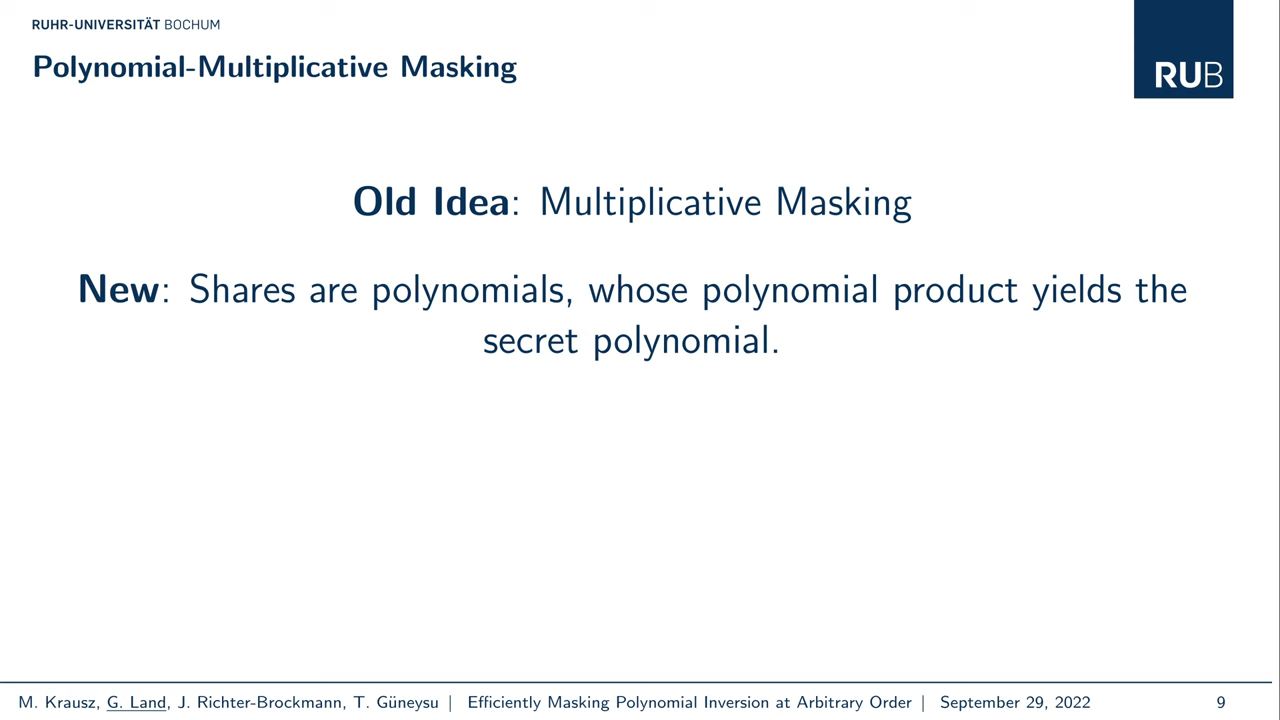 RUHR-UNIVERSITÄT BOCHUM
Polynomial-Multiplicative Masking
RUB
Old Idea: Multiplicative Masking
New: Shares are polynomials, whose polynomial product yields the
secret polynomial.
M. Krausz, G. Land, J. Richter-Brockmann, T. Güneysu | Efficiently Masking Polynomial Inversion at Arbitrary Order | September 29, 2022 9